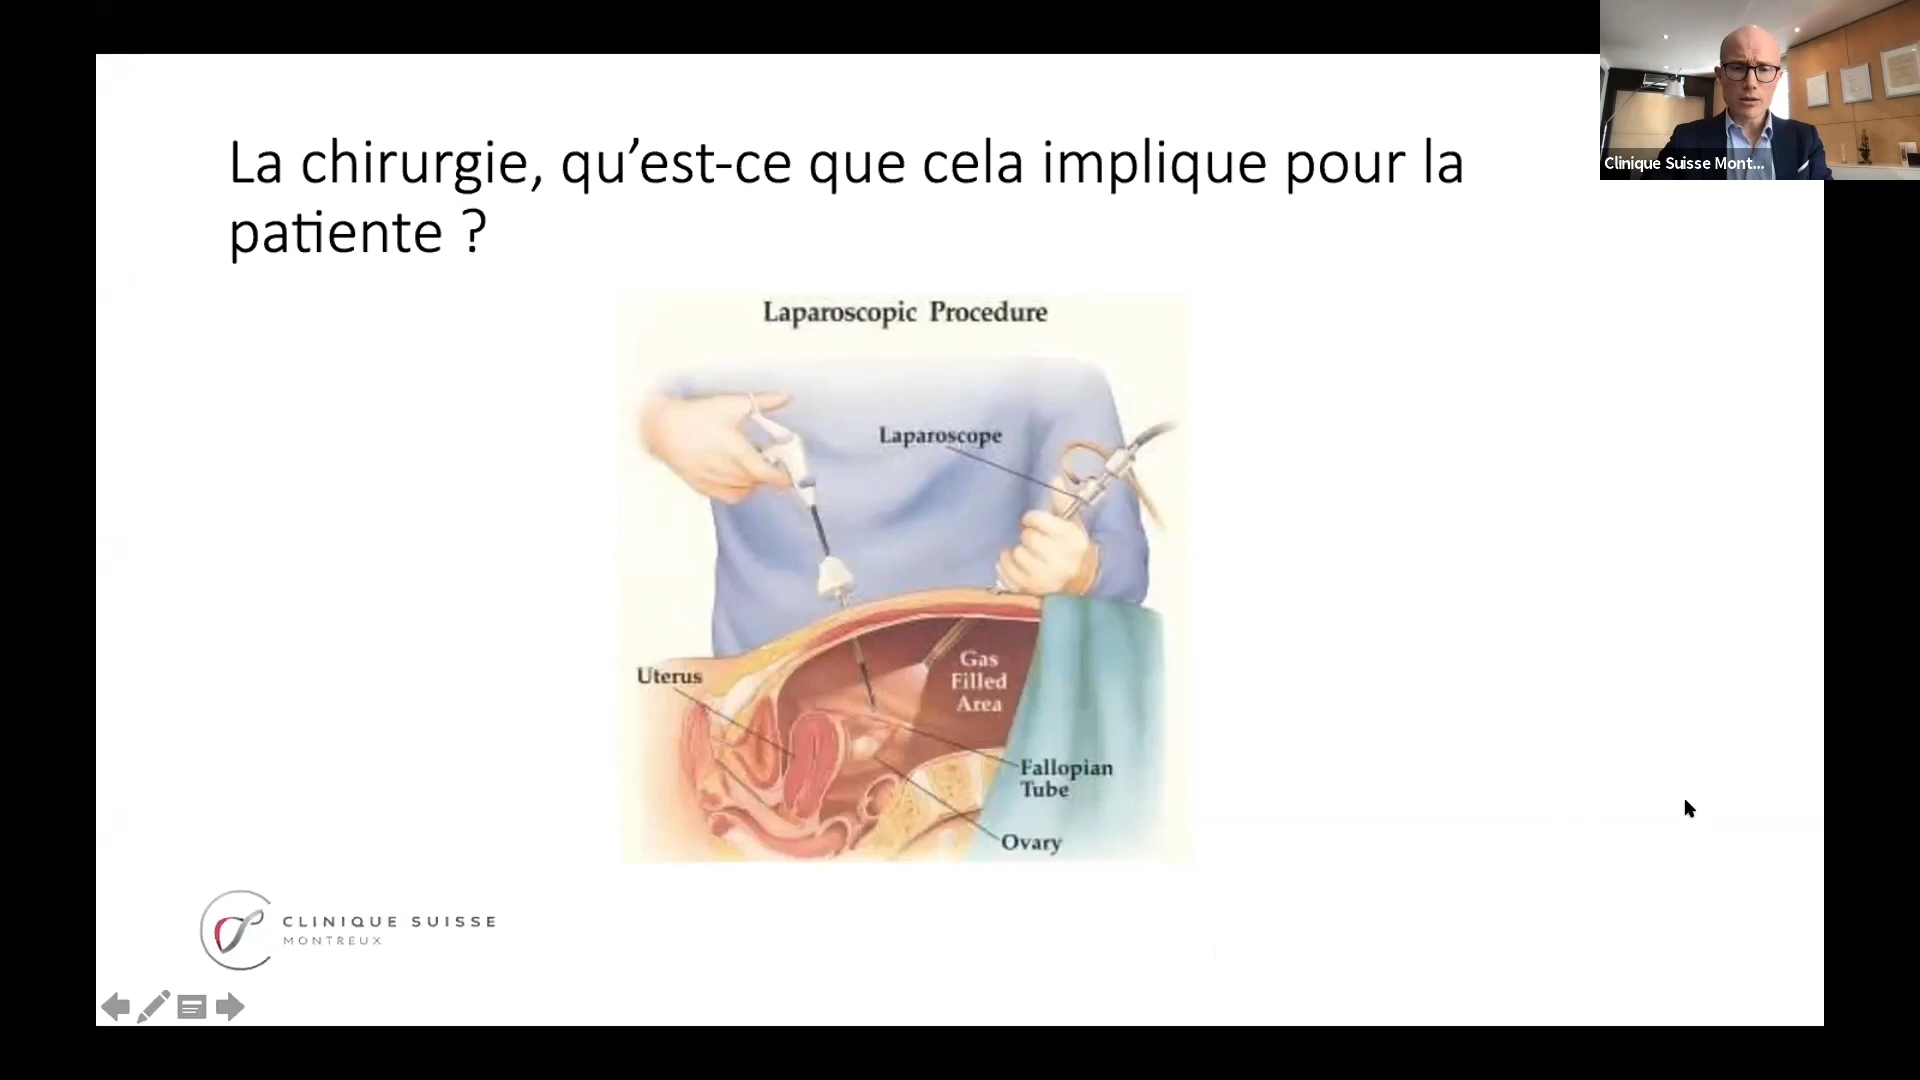 La chirurgie, qu’est-ce que cela implique pour la
patiente ?
Clinique Suisse Mont...
Laparoscopic Procedure
Laparoscope
Uterus
Gas
Filled
Area
Fallopian
Tube
Ovary
CLINIQUE SUISSE
MONTREUX